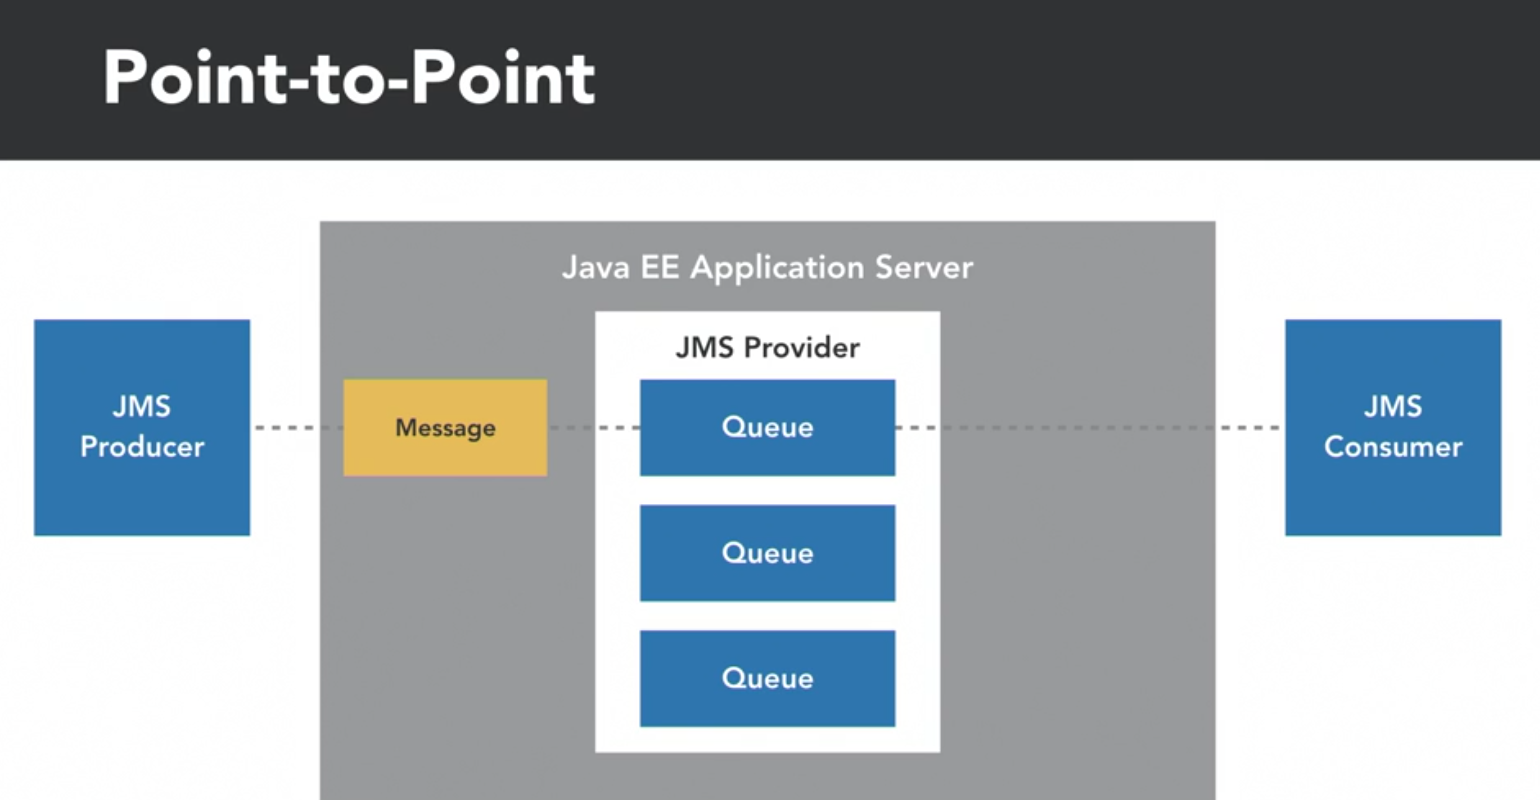 Point-to-Point
Java EE Application Server
JMS Provider
JMS
Producer
Message
Queue
JMS
Consumer
Queue
Queue